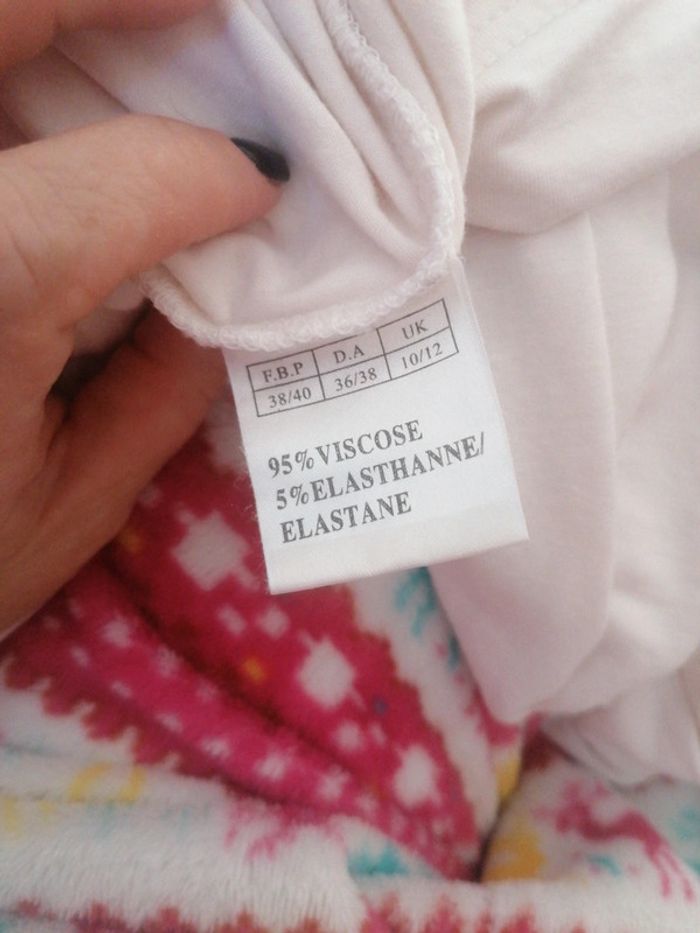 F.B.P D.A UK
38/40 36/38 10/12
95%VISCOSE
5%ELASTHANNE/
ELASTANE